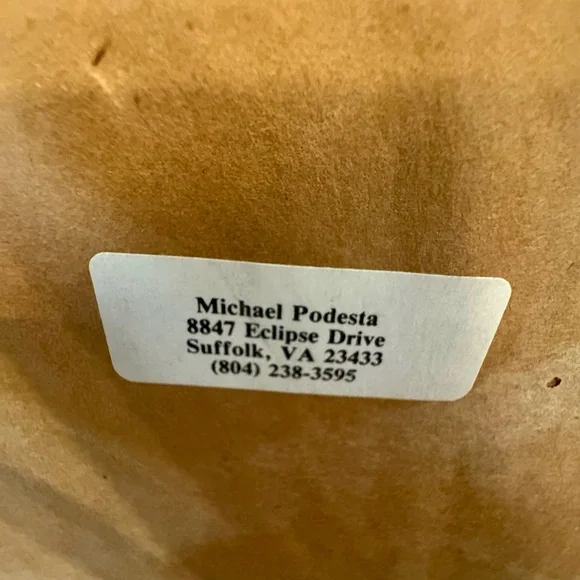 Michael Podesta
8847 Eclipse Drive
Suffolk, VA 23433
(804) 238-3595